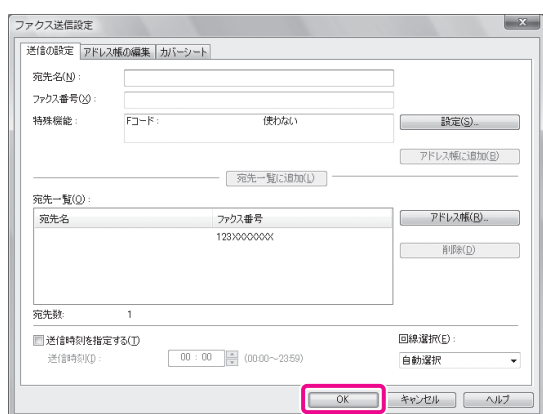 ファクス送信設定
送信の設定 アドレス帳の編集 カバーシート
宛先名(N) :
ファクス番号(X) :
特殊機能 : Fコード : 使わない 設定(S)...
アドレス帳に追加(B)
宛先一覧に追加(L)
宛先一覧(O) :
宛先名 ファクス番号 アドレス帳(R)...
123XXXXXXX
削除(D)
宛先数: 1
送信時刻を指定する(T) 回線選択(E) :
送信時刻(I) : 00 : 00 (00:00～23:59) 自動選択
OK キャンセル ヘルプ